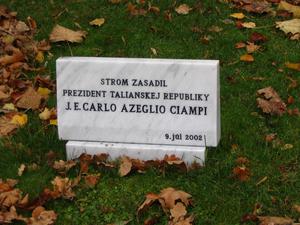 STROM ZASADIL
PREZIDENT TALIANSKEJ REPUBLIKY
J.E.CARLO AZEGLIO CIAMPI
9.júl 2002